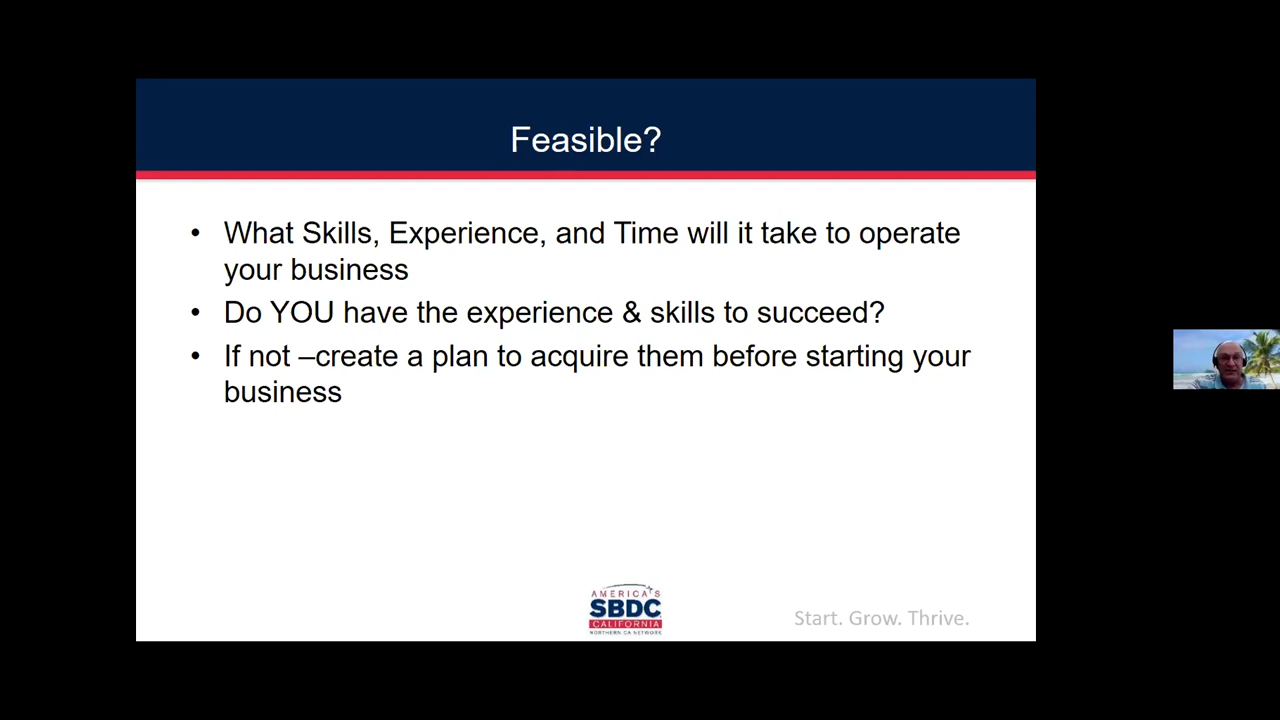 Feasible?
• What Skills, Experience, and Time will it take to operate
your business
• Do YOU have the experience & skills to succeed?
• If not –create a plan to acquire them before starting your
business
AMERICA'S
SBDC
CALIFORNIA
NORTHERN CA NETWORK
Start. Grow. Thrive.